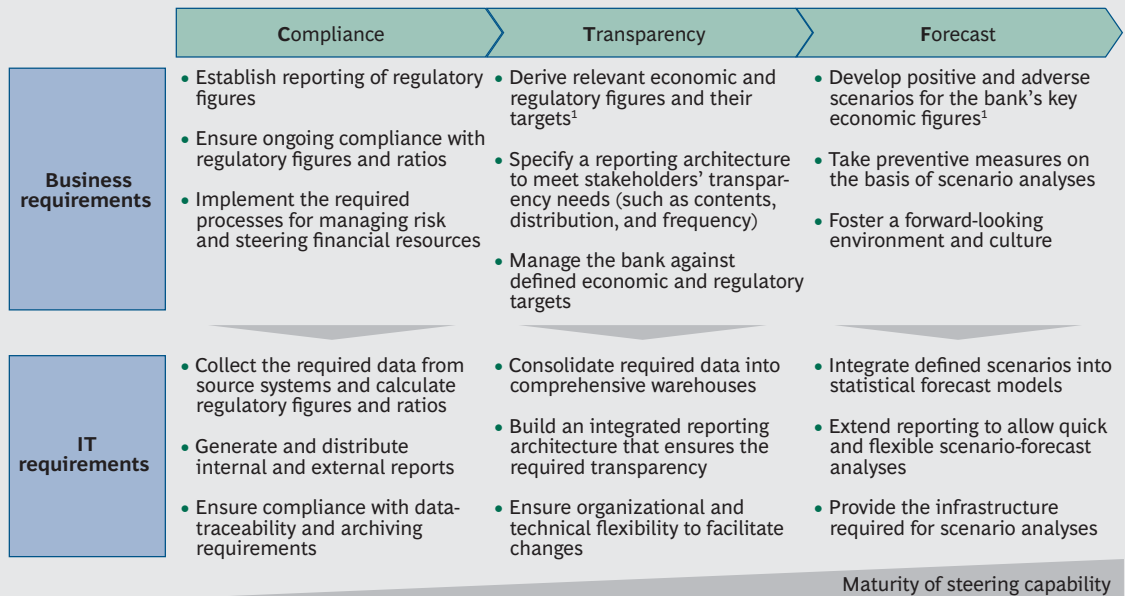 Compliance
Transparency
Forecast
Business
requirements
• Establish reporting of regulatory
figures
• Ensure ongoing compliance with
regulatory figures and ratios
• Implement the required
processes for managing risk
and steering financial resources
• Derive relevant economic and
regulatory figures and their
targets¹
• Specify a reporting architecture
to meet stakeholders’ transpar-
ency needs (such as contents,
distribution, and frequency)
• Manage the bank against
defined economic and regulatory
targets
• Develop positive and adverse
scenarios for the bank’s key
economic figures¹
• Take preventive measures on
the basis of scenario analyses
• Foster a forward-looking
environment and culture
IT
requirements
• Collect the required data from
source systems and calculate
regulatory figures and ratios
• Generate and distribute
internal and external reports
• Ensure compliance with data-
traceability and archiving
requirements
• Consolidate required data into
comprehensive warehouses
• Build an integrated reporting
architecture that ensures the
required transparency
• Ensure organizational and
technical flexibility to facilitate
changes
• Integrate defined scenarios into
statistical forecast models
• Extend reporting to allow quick
and flexible scenario-forecast
analyses
• Provide the infrastructure
required for scenario analyses
Maturity of steering capability